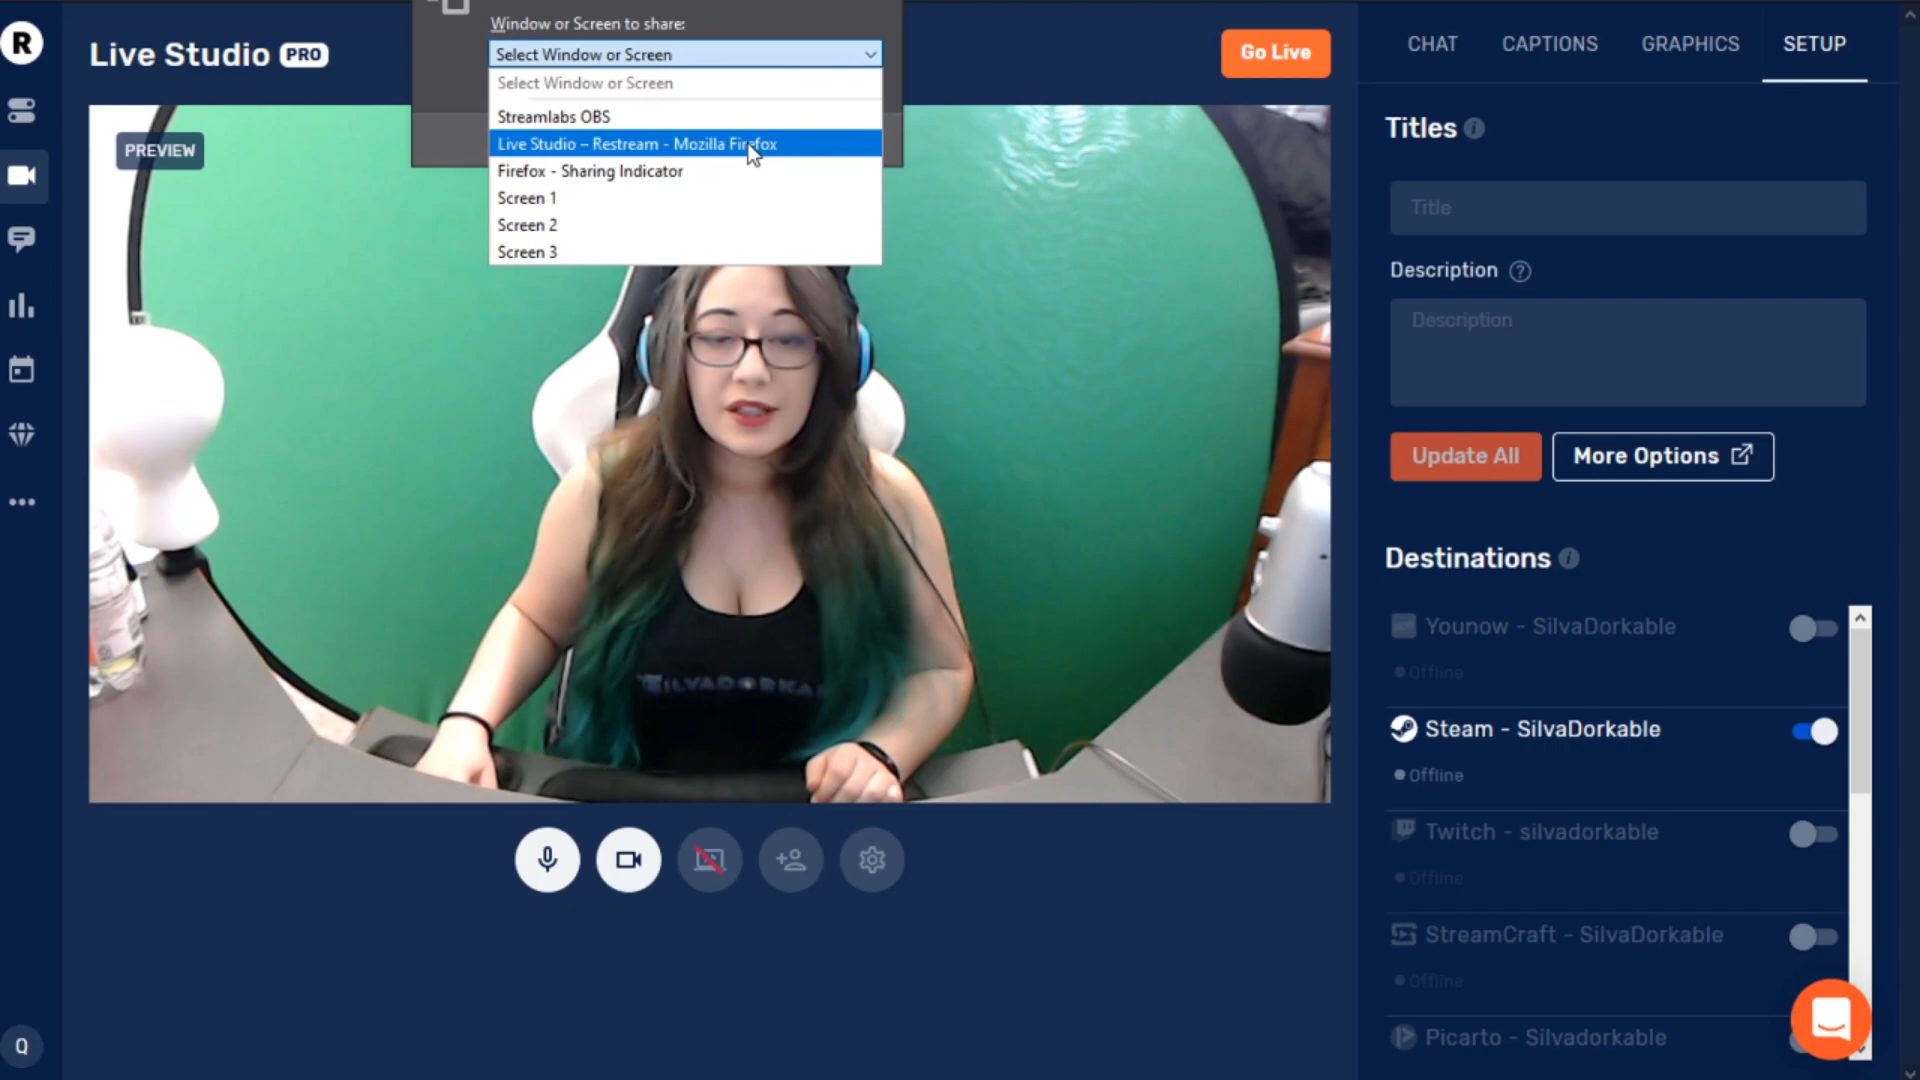 R
Live Studio PRO
Window or Screen to share:
Select Window or Screen
Select Window or Screen
Streamlabs OBS
Live Studio – Restream - Mozilla Firefox
Firefox - Sharing Indicator
Screen 1
Screen 2
Screen 3
PREVIEW
Go Live
CHAT
CAPTIONS
GRAPHICS
SETUP
Titles
Title
Description
Description
Update All
More Options
Destinations
Younow - SilvaDorkable
Offline
Steam - SilvaDorkable
Offline
Twitch - silvadorkable
Offline
StreamCraft - SilvaDorkable
Offline
Picarto - Silvadorkable
Q